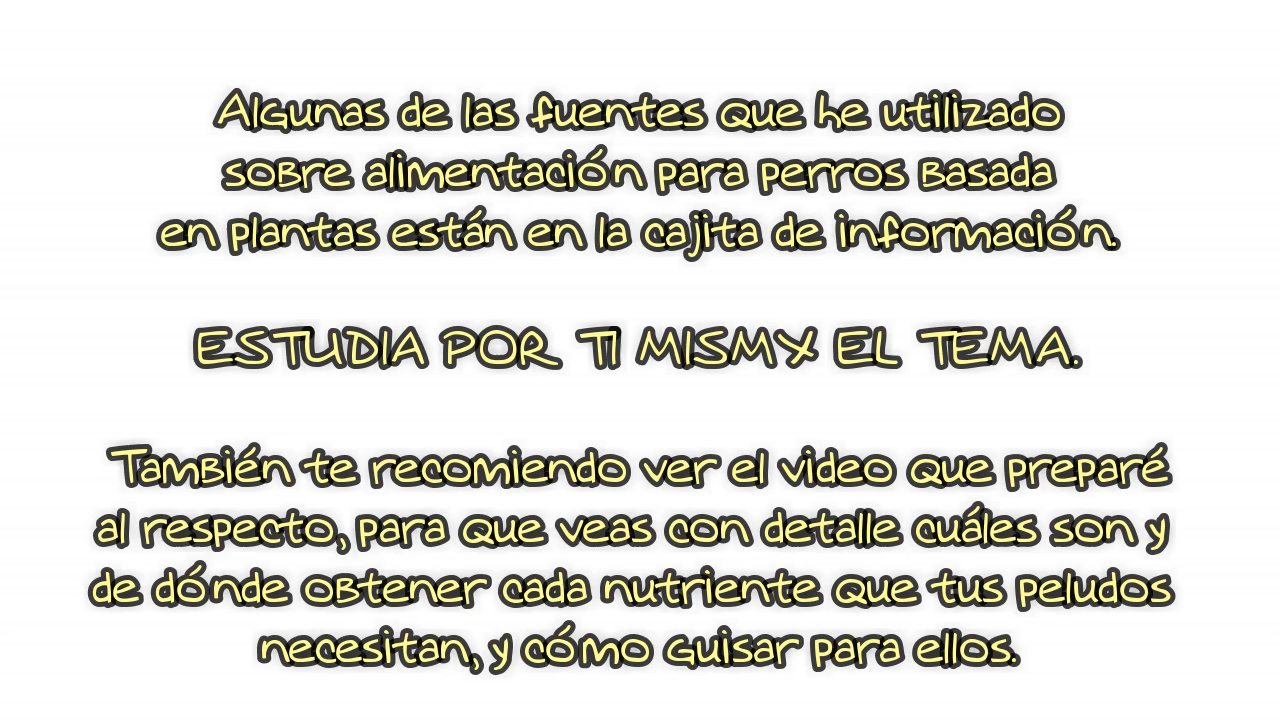 Algunas de las fuentes que he utilizado
sobre alimentación para perros basada
en plantas están en la cajita de información.
ESTUDIA POR TI MISMX EL TEMA.
También te recomiendo ver el video que preparé
al respecto, para que veas con detalle cuáles son y
de dónde obtener cada nutriente que tus peludos
necesitan, y cómo guisar para ellos.